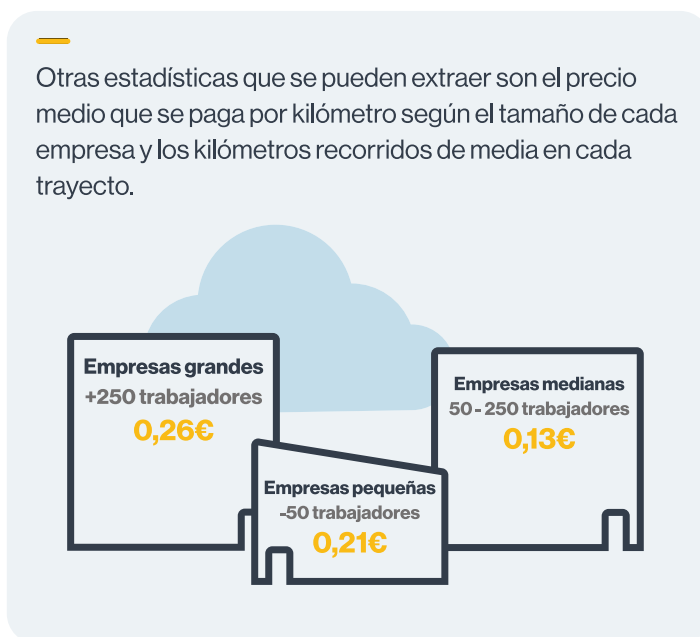 Otras estadísticas que se pueden extraer son el precio
medio que se paga por kilómetro según el tamaño de cada
empresa y los kilómetros recorridos de media en cada
trayecto.
Empresas grandes
+250 trabajadores
0,26€
Empresas medianas
50 - 250 trabajadores
0,13€
Empresas pequeñas
-50 trabajadores
0,21€